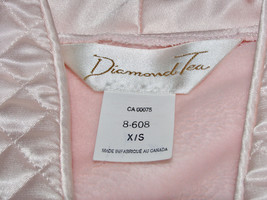 Diamond Tea
CA 00075
8-608
X/S
MADE IN/FABRIQUÉ AU CANADA